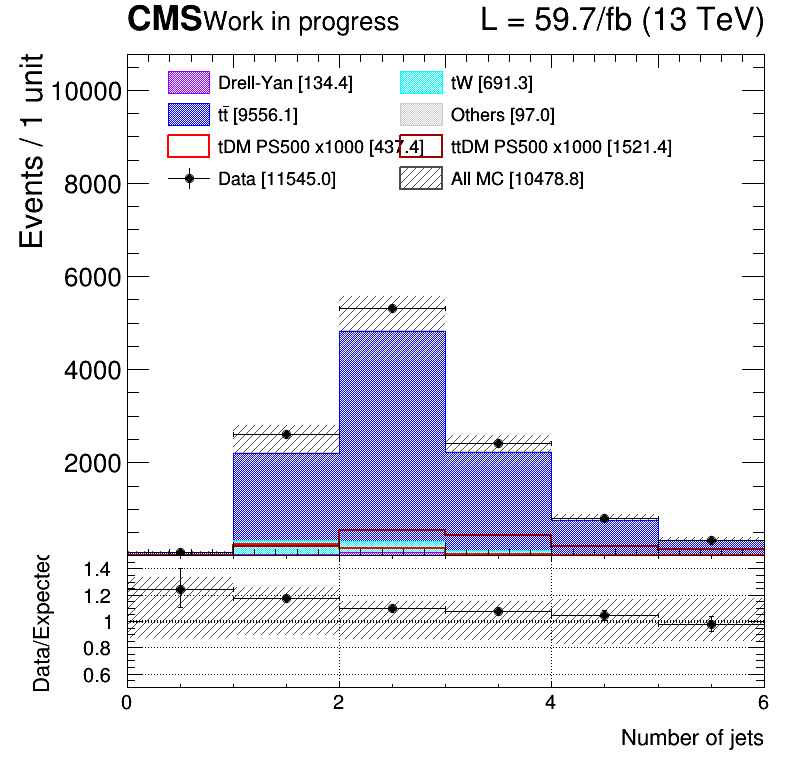 CMS Work in progress L = 59.7/fb (13 TeV)
Events / 1 unit
10000
8000
6000
4000
2000
Drell-Yan [134.4] tW [691.3]
tt̄ [9556.1] Others [97.0]
tDM PS500 x1000 [437.4] ttDM PS500 x1000 [1521.4]
Data [11545.0] All MC [10478.8]
Data/Expected
1.4
1.2
1
0.8
0.6
0 2 4 6
Number of jets